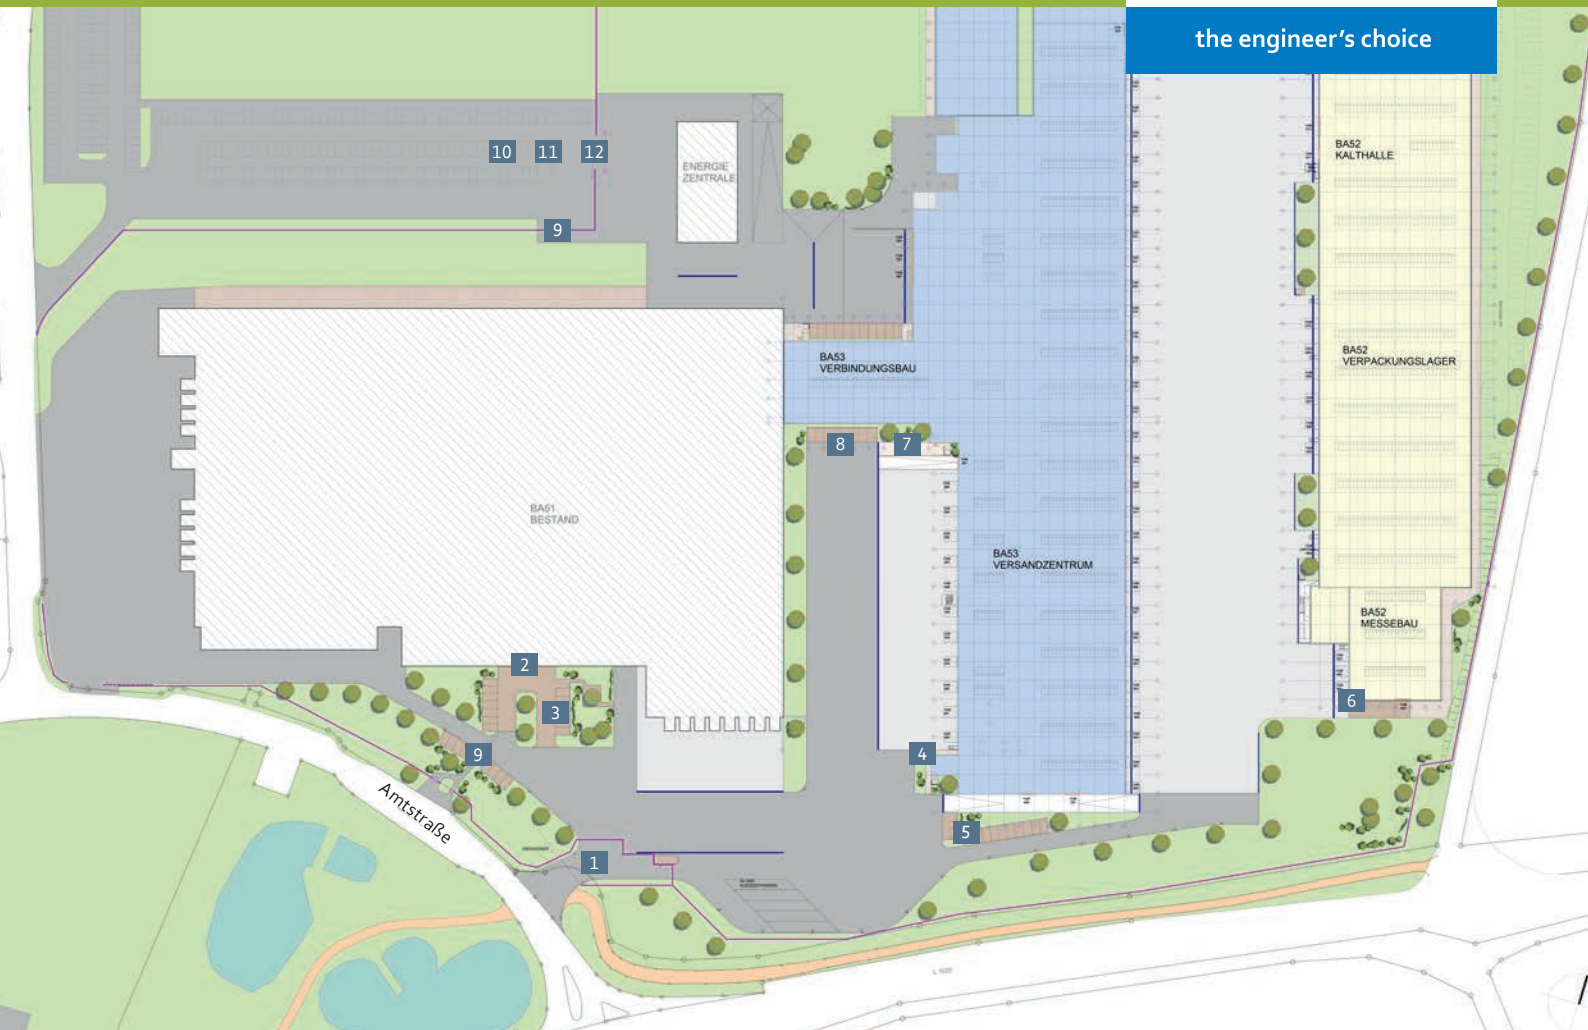 the engineer’s choice
10 11 12
ENERGIE
ZENTRALE
9
BA52
KALTHALLE
BA53
VERBINDUNGSBAU
BA52
VERPACKUNGSLAGER
8
7
BA51
BESTAND
BA53
VERSANDZENTRUM
BA52
MESSEBAU
2
3
6
9
4
Amtstraße
5
1